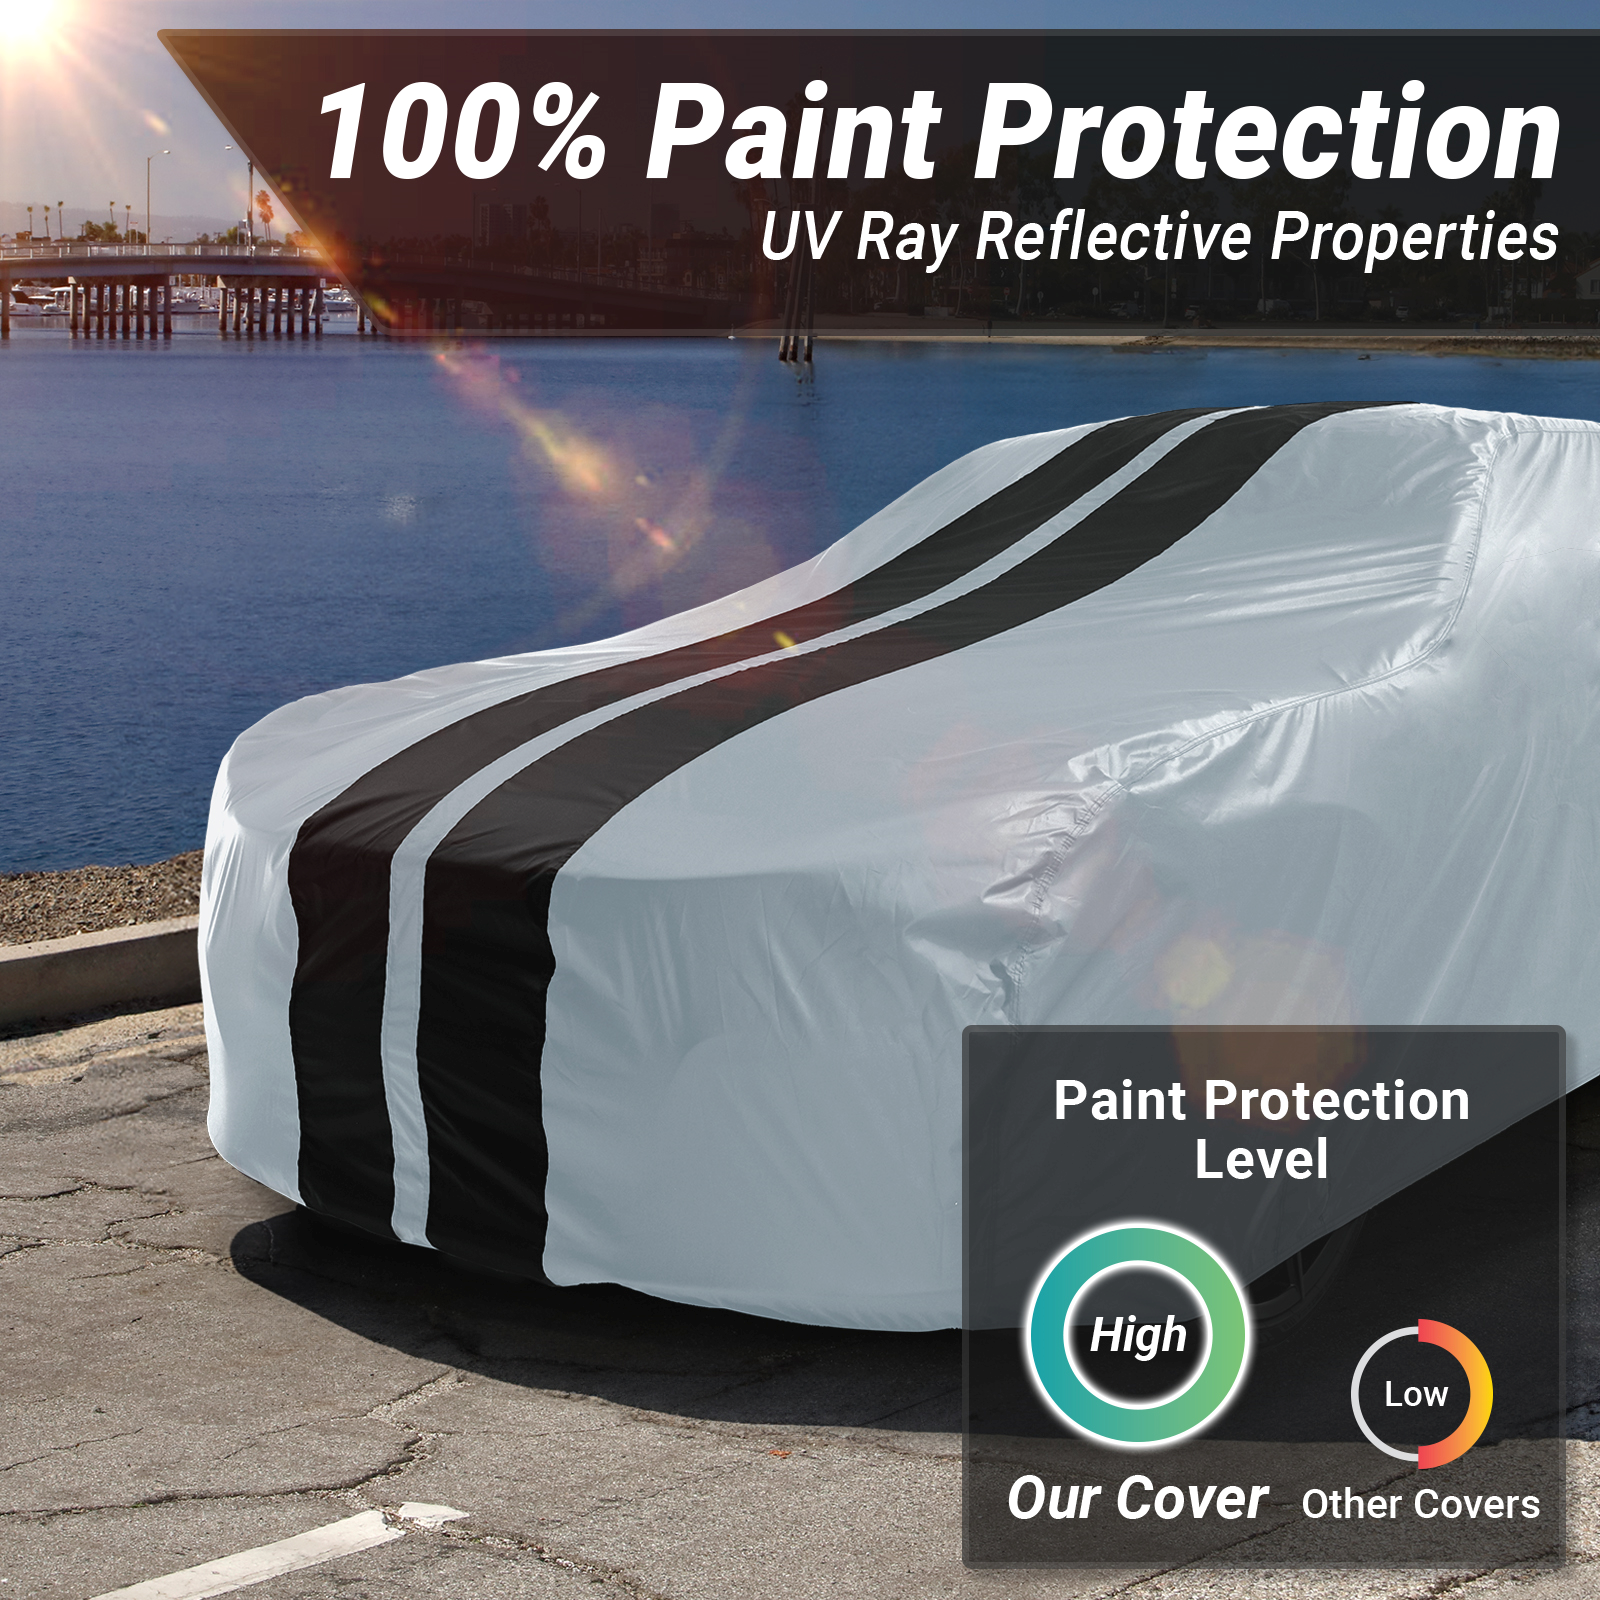 100% Paint Protection
UV Ray Reflective Properties
Paint Protection
Level
High
Low
Our Cover
Other Covers